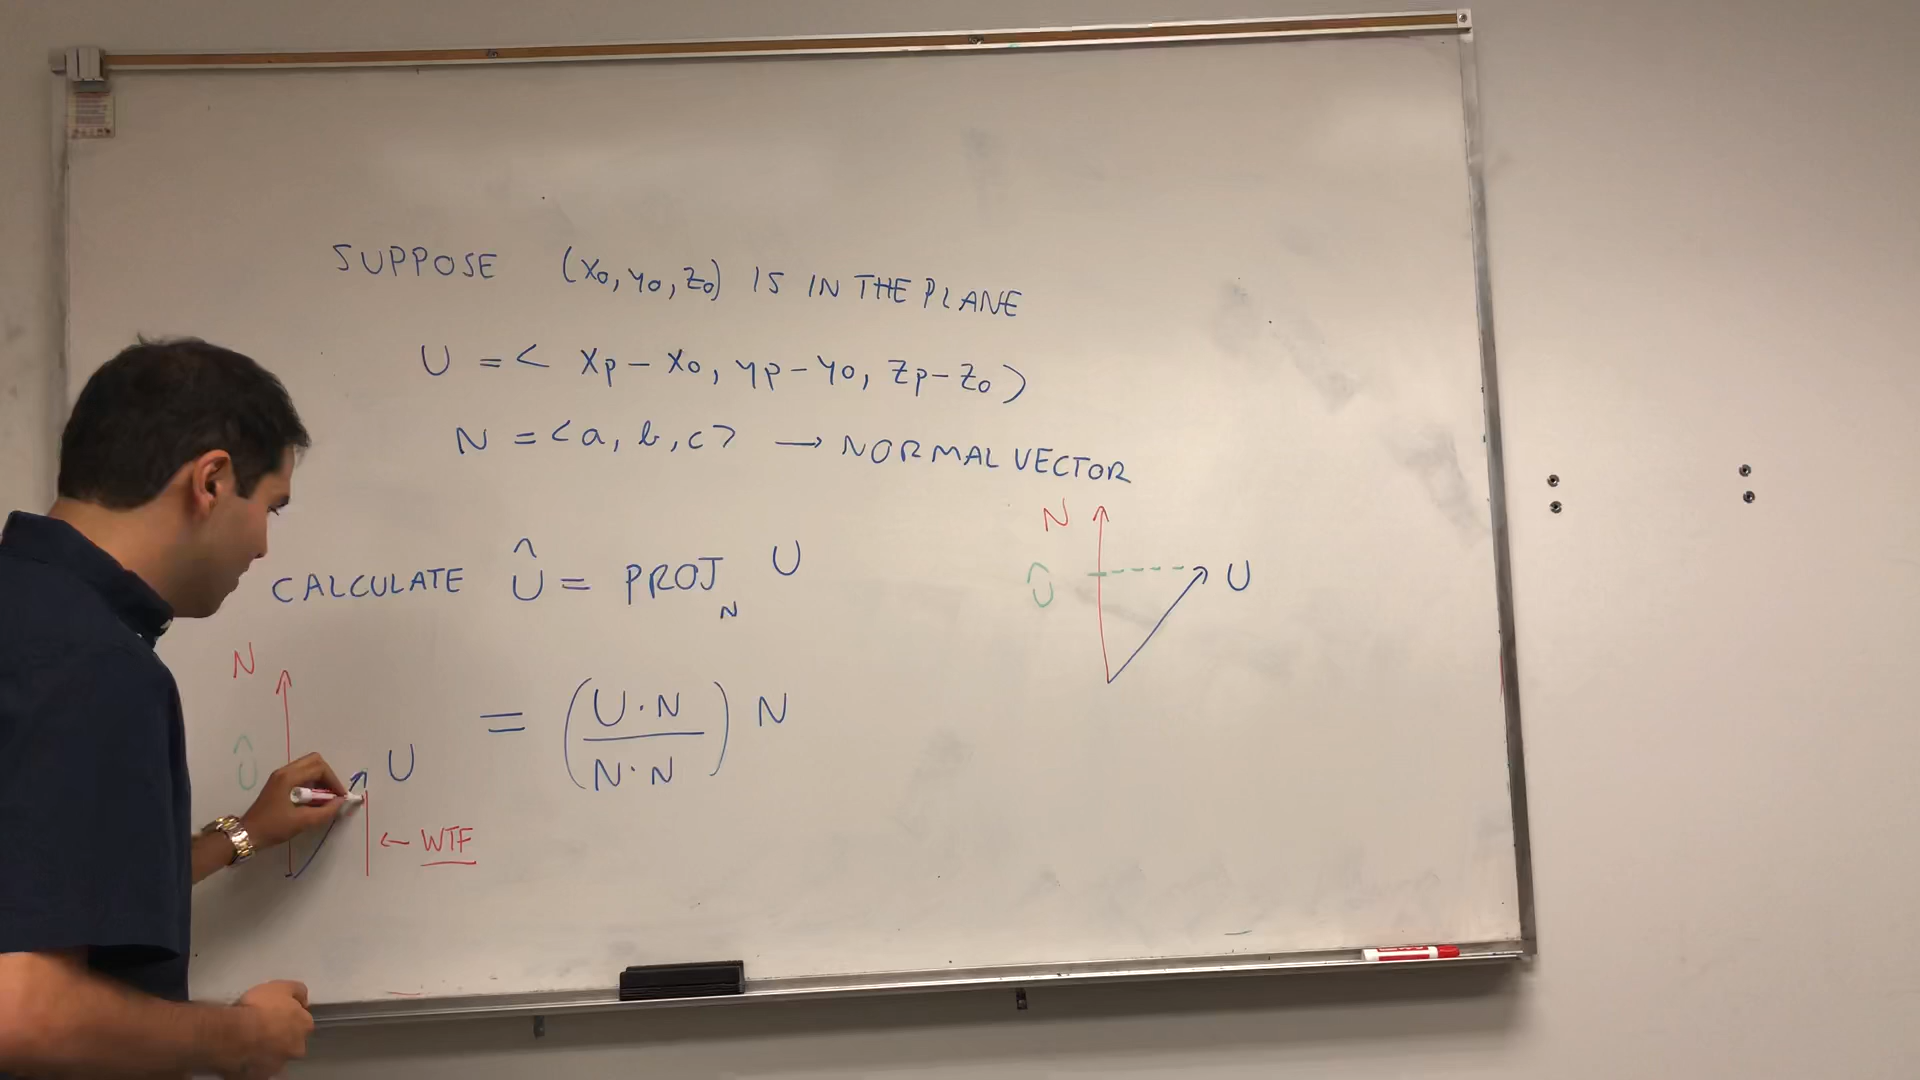 SUPPOSE (x₀, y₀, z₀) IS IN THE PLANE
U = < xp - x₀, yp - y₀, zp - z₀ >
N = < a, b, c > → NORMAL VECTOR
N
Û
U
CALCULATE Û = PROJ_N U
= (U·N / N·N) N
N
Û
U
← WTF